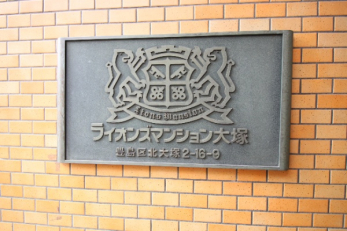 Lions Mansion
ライオンズマンション大塚
豊島区北大塚2-16-9